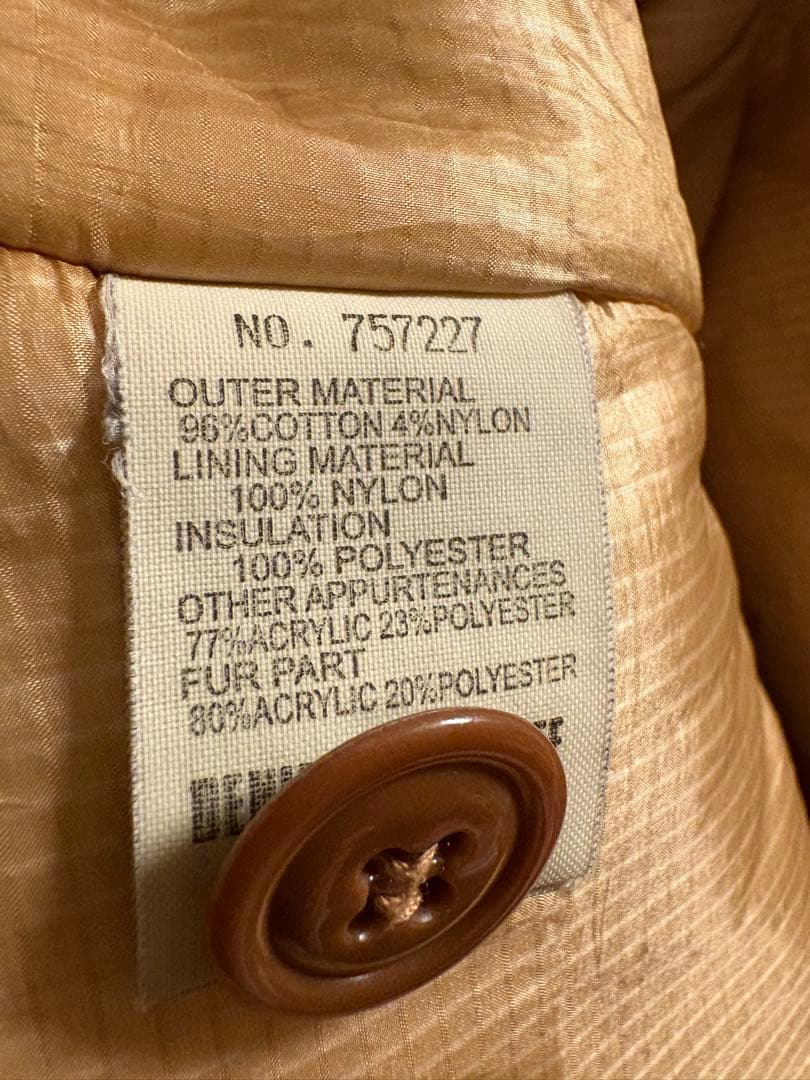 NO. 757227
OUTER MATERIAL
96%COTTON 4%NYLON
LINING MATERIAL
100% NYLON
INSULATION
100% POLYESTER
OTHER APPURTENANCES
77%ACRYLIC 23%POLYESTER
FUR PART
80%ACRYLIC 20%POLYESTER